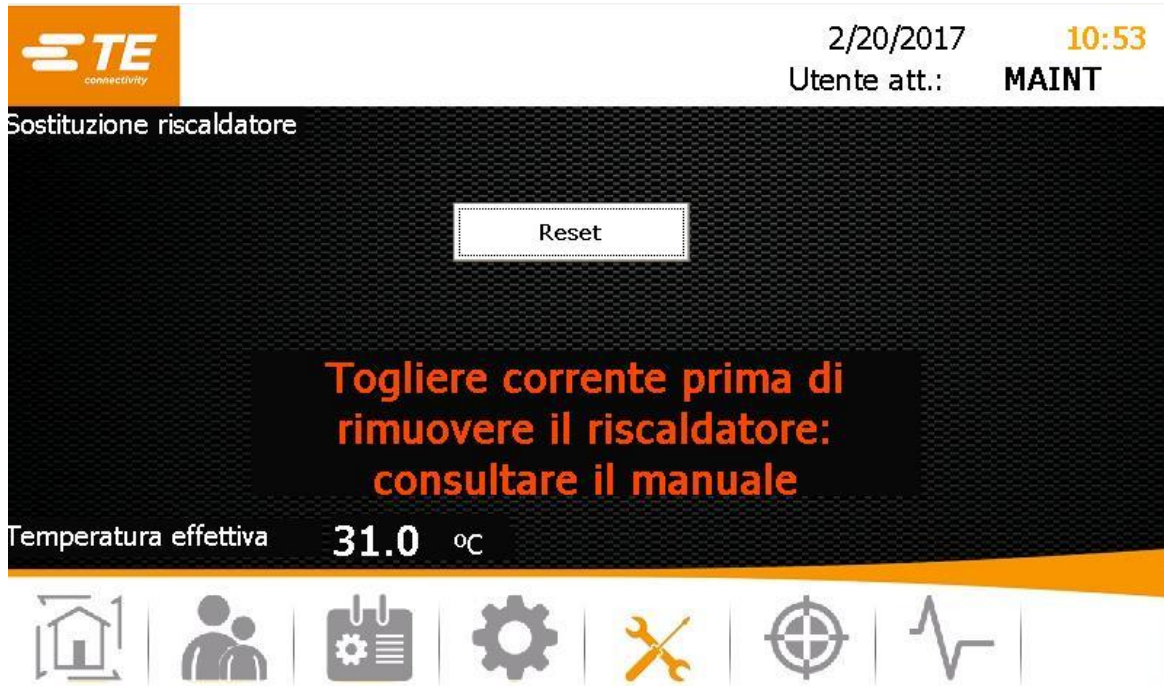 TE
connectivity
2/20/2017 10:53
Utente att.: MAINT
Sostituzione riscaldatore
Reset
Togliere corrente prima di
rimuovere il riscaldatore:
consultare il manuale
Temperatura effettiva 31.0 ºC